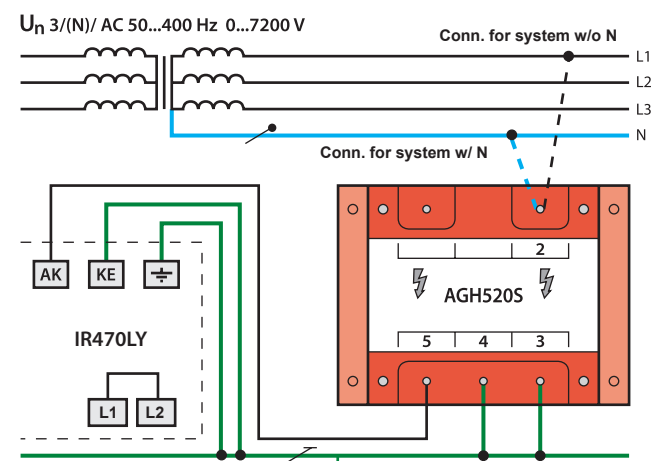 Un 3/(N)/ AC 50...400 Hz 0...7200 V
Conn. for system w/o N
L1
L2
L3
N
Conn. for system w/ N
AK
KE
2
AGH520S
IR470LY
5 4 3
L1 L2